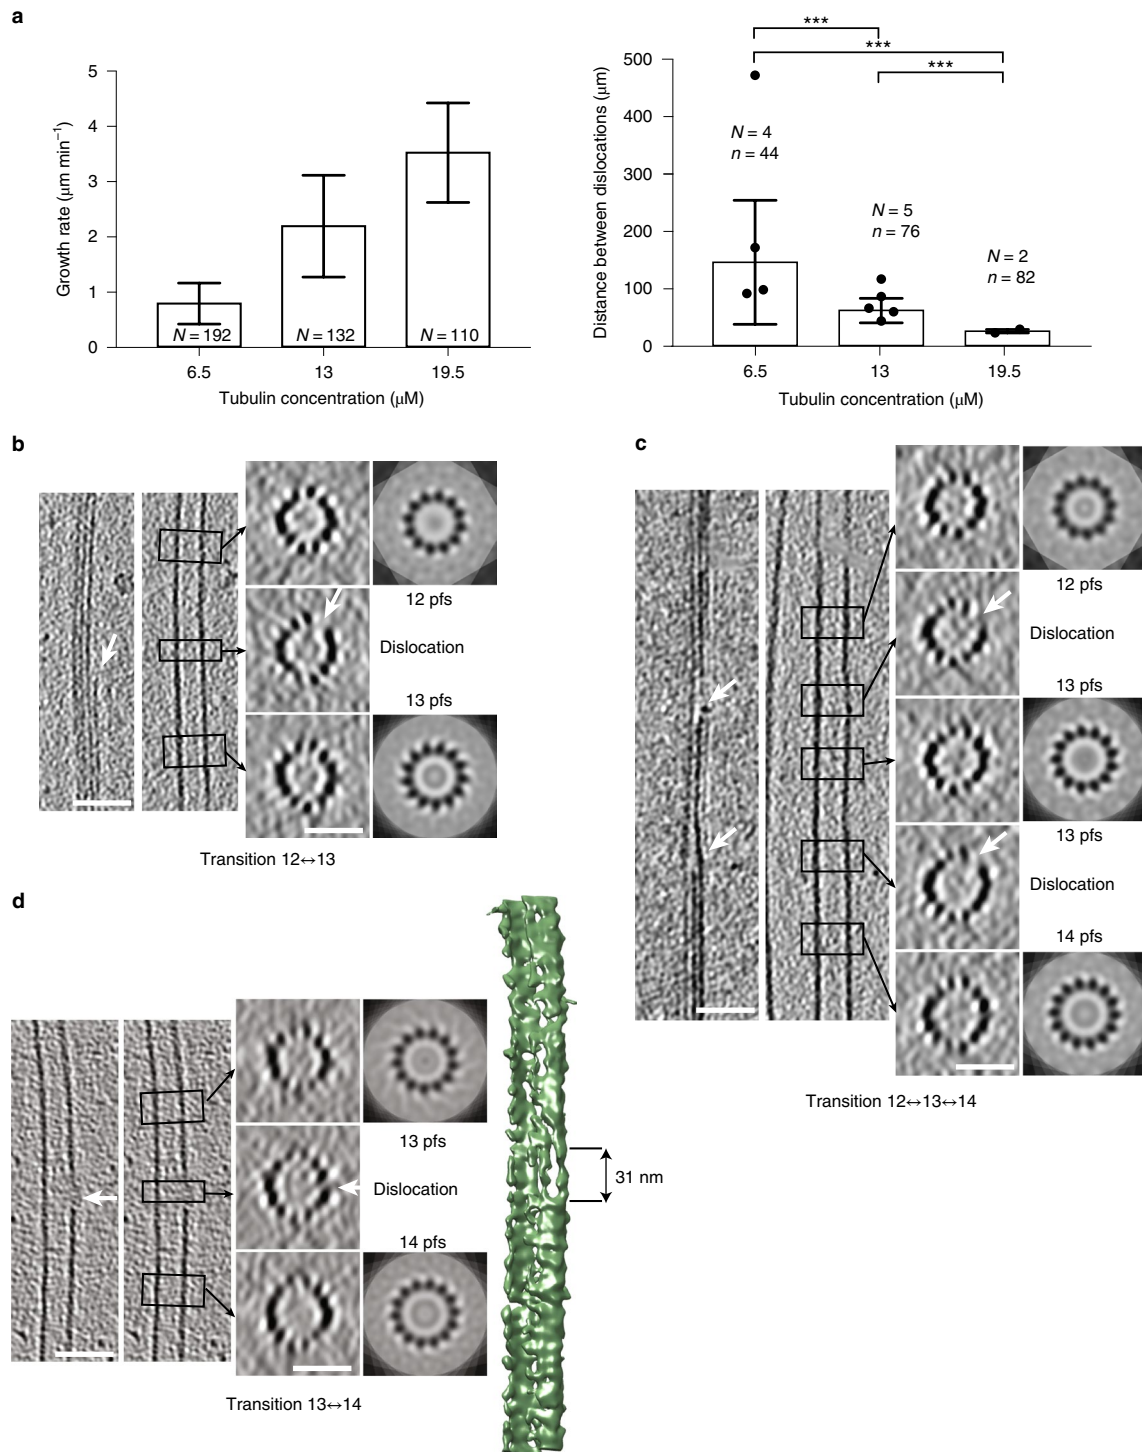 a
5
4
3
2
1
0
Growth rate (μm min⁻¹)
N = 192
N = 132
N = 110
6.5
13
19.5
Tubulin concentration (μM)
***
***
***
500
400
300
200
100
0
Distance between dislocations (μm)
N = 4
n = 44
N = 5
n = 76
N = 2
n = 82
6.5
13
19.5
Tubulin concentration (μM)
b
12 pfs
Dislocation
13 pfs
Transition 12↔13
c
12 pfs
Dislocation
13 pfs
13 pfs
Dislocation
14 pfs
Transition 12↔13↔14
d
13 pfs
Dislocation
14 pfs
31 nm
Transition 13↔14